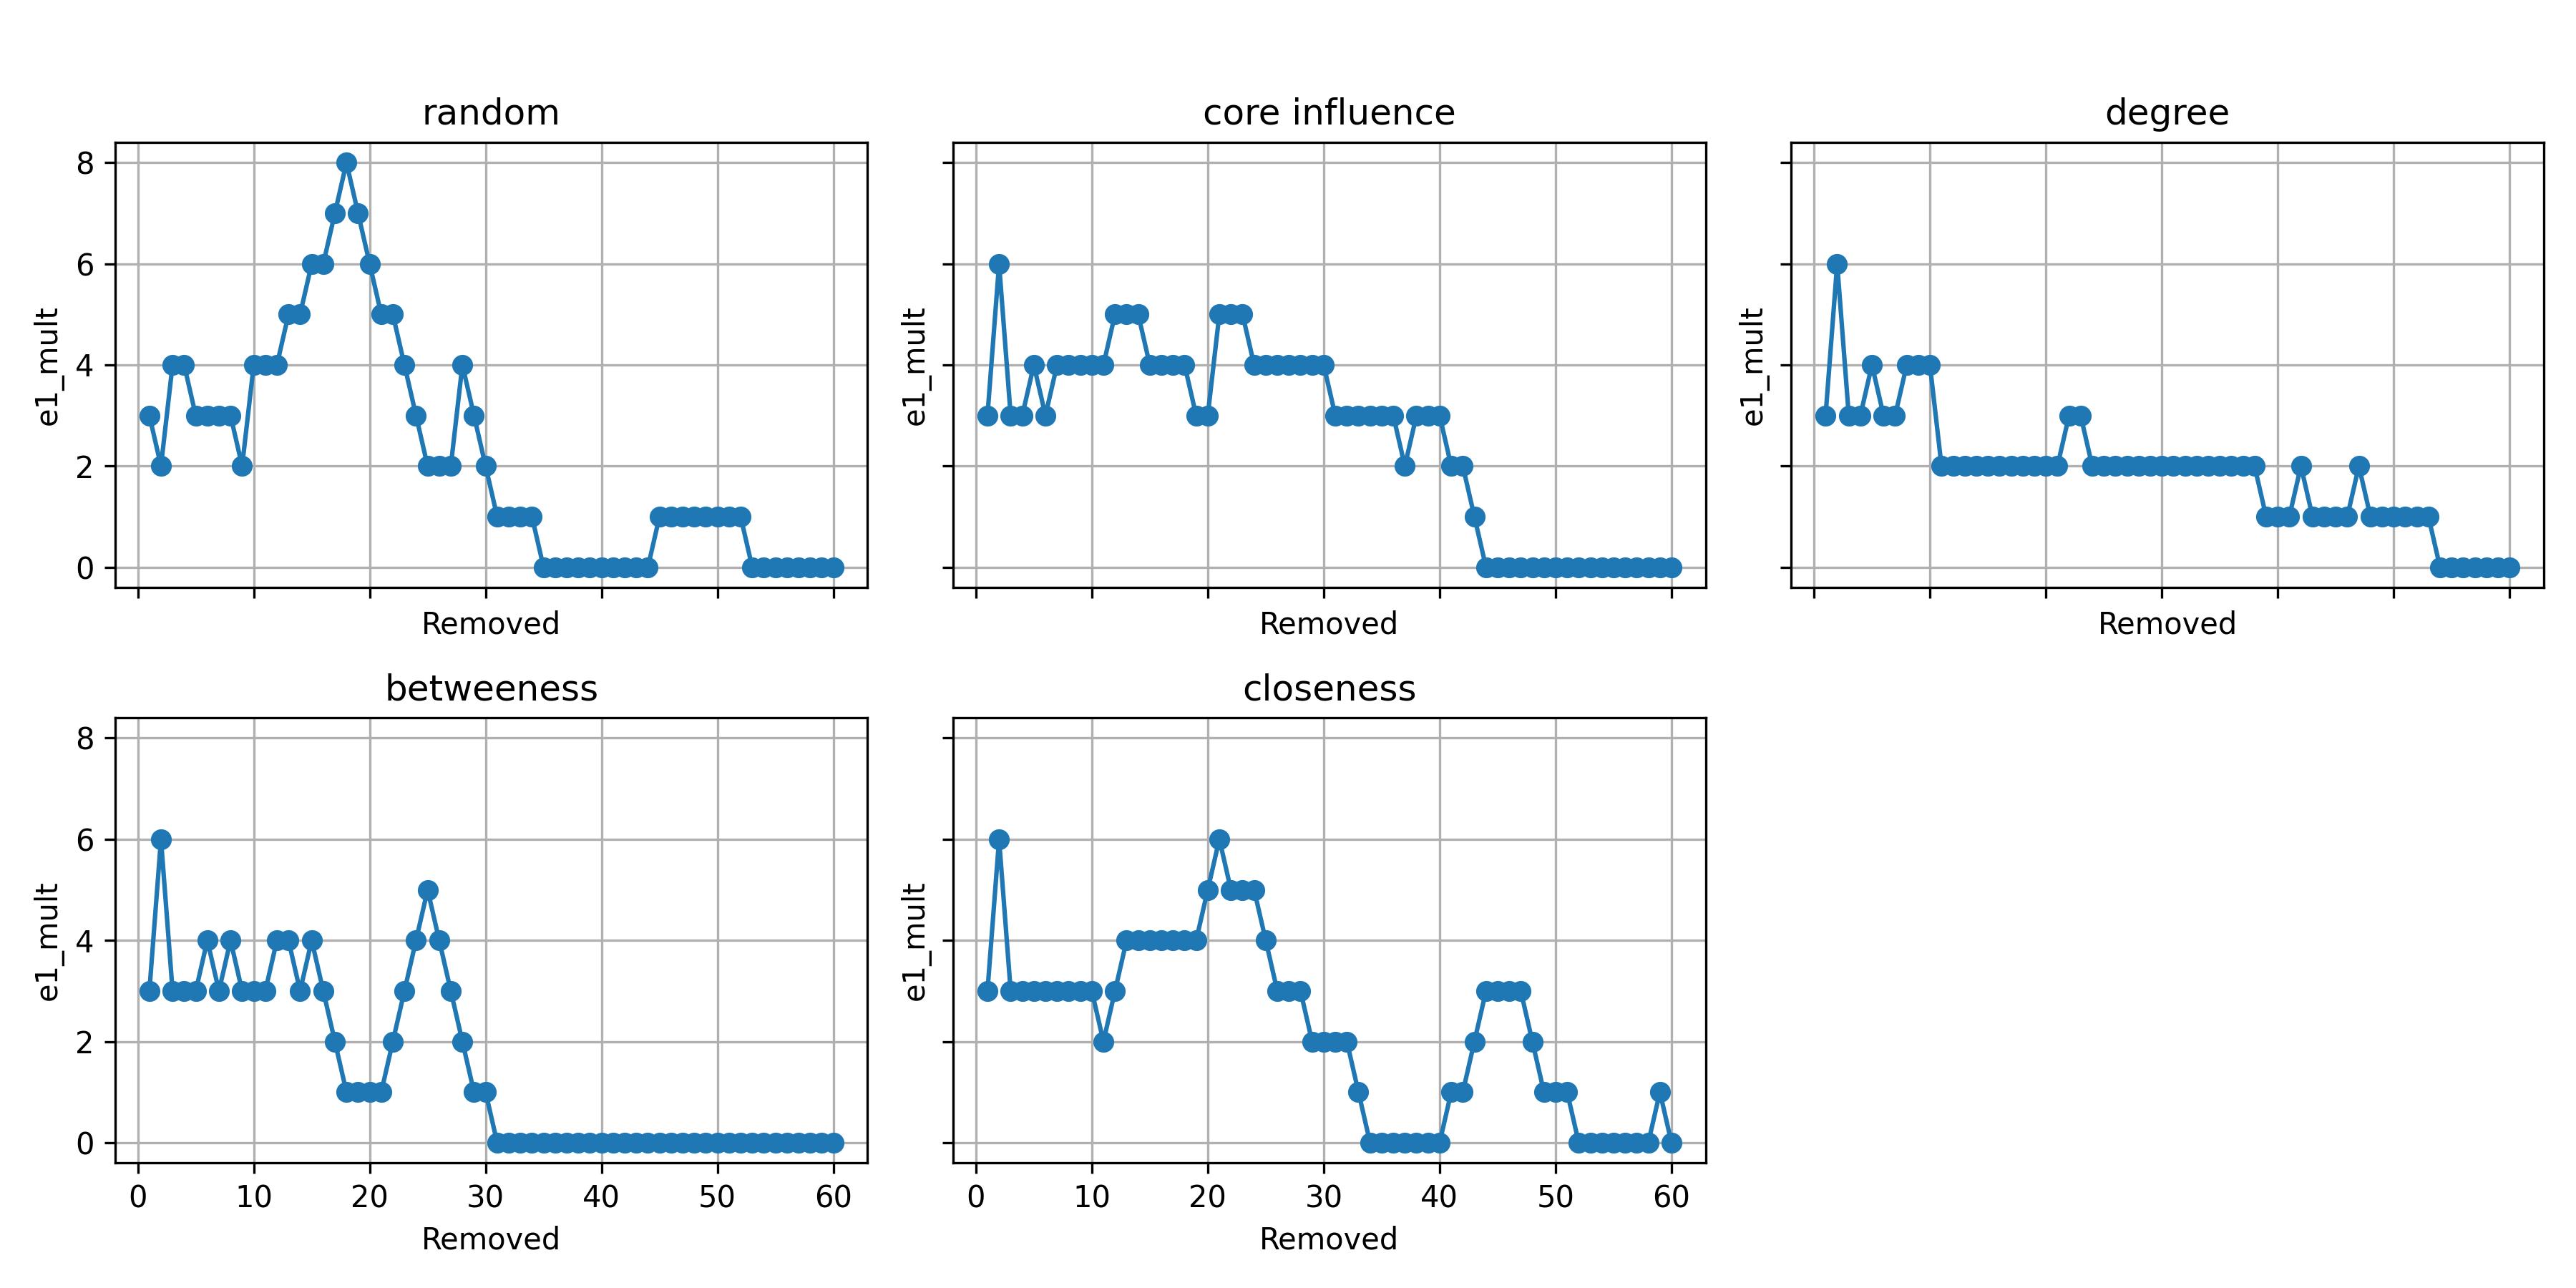 random
core influence
degree
8
6
4
2
0
e1_mult
e1_mult
e1_mult
Removed
Removed
Removed
betweeness
closeness
8
6
4
2
0
e1_mult
e1_mult
0 10 20 30 40 50 60
0 10 20 30 40 50 60
Removed
Removed